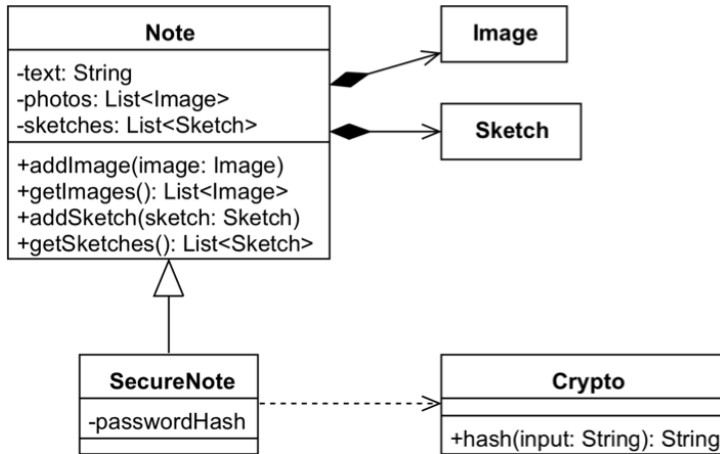 Note
-text: String
-photos: List<Image>
-sketches: List<Sketch>
+addImage(image: Image)
+getImages(): List<Image>
+addSketch(sketch: Sketch)
+getSketches(): List<Sketch>
Image
Sketch
SecureNote
-passwordHash
Crypto
+hash(input: String): String